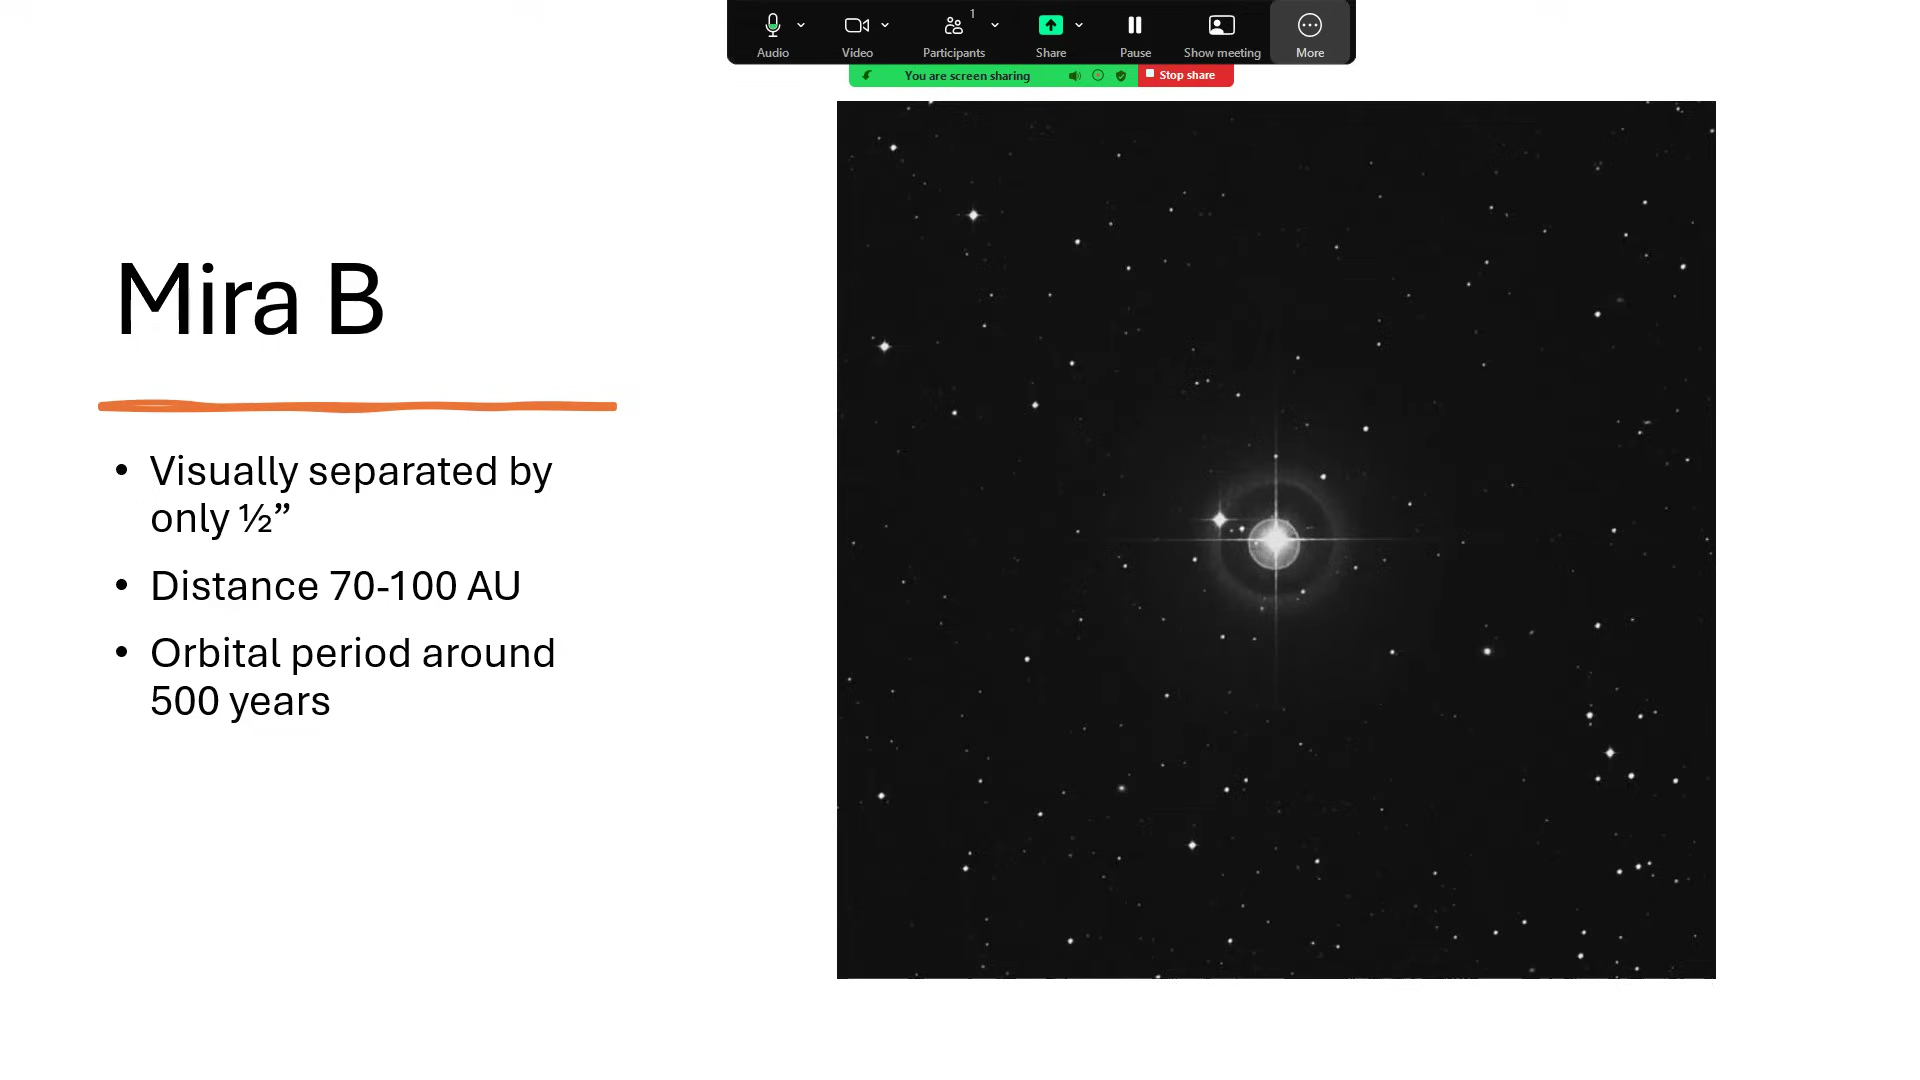 1
Audio
Video
Participants
Share
Pause
Show meeting
More
You are screen sharing
Stop share
Mira B
• Visually separated by
only ½”
• Distance 70-100 AU
• Orbital period around
500 years